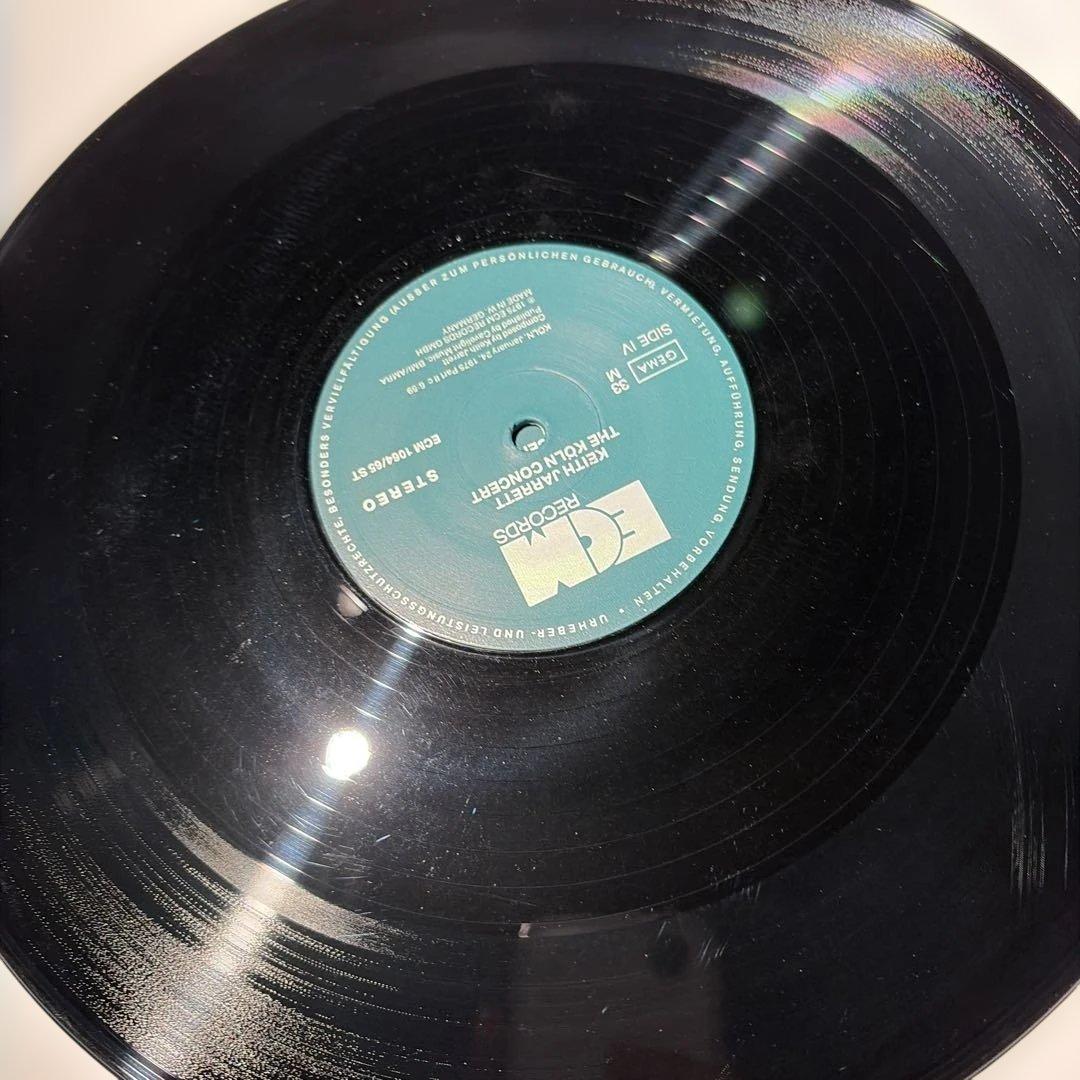 ECM
RECORDS
KEITH JARRETT
THE KÖLN CONCERT
STEREO
ECM 1064/65 ST
33
M
GEMA
SIDE IV
KÖLN, January 24, 1975 Part II c 6:59
Composed by Keith Jarrett
Published by Cavelight Music, BMI/AMRA
℗ 1975 ECM RECORDS GMBH
MADE IN W. GERMANY
URHEBER- UND LEISTUNGSSCHUTZRECHTE, BESONDERS VERVIELFÄLTIGUNG (AUSSER ZUM PERSÖNLICHEN GEBRAUCH), VERMIETUNG, AUFFÜHRUNG, SENDUNG, VORBEHALTEN •